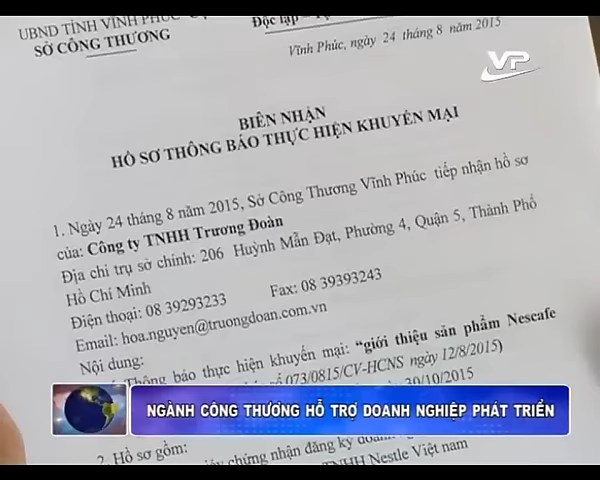 UBND TỈNH VĨNH PHÚC
SỞ CÔNG THƯƠNG
Độc lập
Vĩnh Phúc, ngày 24 tháng 8 năm 2015
VP
BIÊN NHẬN
HỒ SƠ THÔNG BÁO THỰC HIỆN KHUYẾN MẠI
1. Ngày 24 tháng 8 năm 2015, Sở Công Thương Vĩnh Phúc tiếp nhận hồ sơ
của: Công ty TNHH Trương Đoàn
Địa chỉ trụ sở chính: 206 Huỳnh Mẫn Đạt, Phường 4, Quận 5, Thành Phố
Hồ Chí Minh
Điện thoại: 08 39293233 Fax: 08 39393243
Email: hoa.nguyen@truongdoan.com.vn
Nội dung:
Thông báo thực hiện khuyến mại: “giới thiệu sản phẩm Nescafe
số 073/0815/CV-HCNS ngày 12/8/2015)
30/10/2015
NGÀNH CÔNG THƯƠNG HỖ TRỢ DOANH NGHIỆP PHÁT TRIỂN
2. Hồ sơ gồm:
chứng nhận đăng ký
TNHH Nestle Việt nam